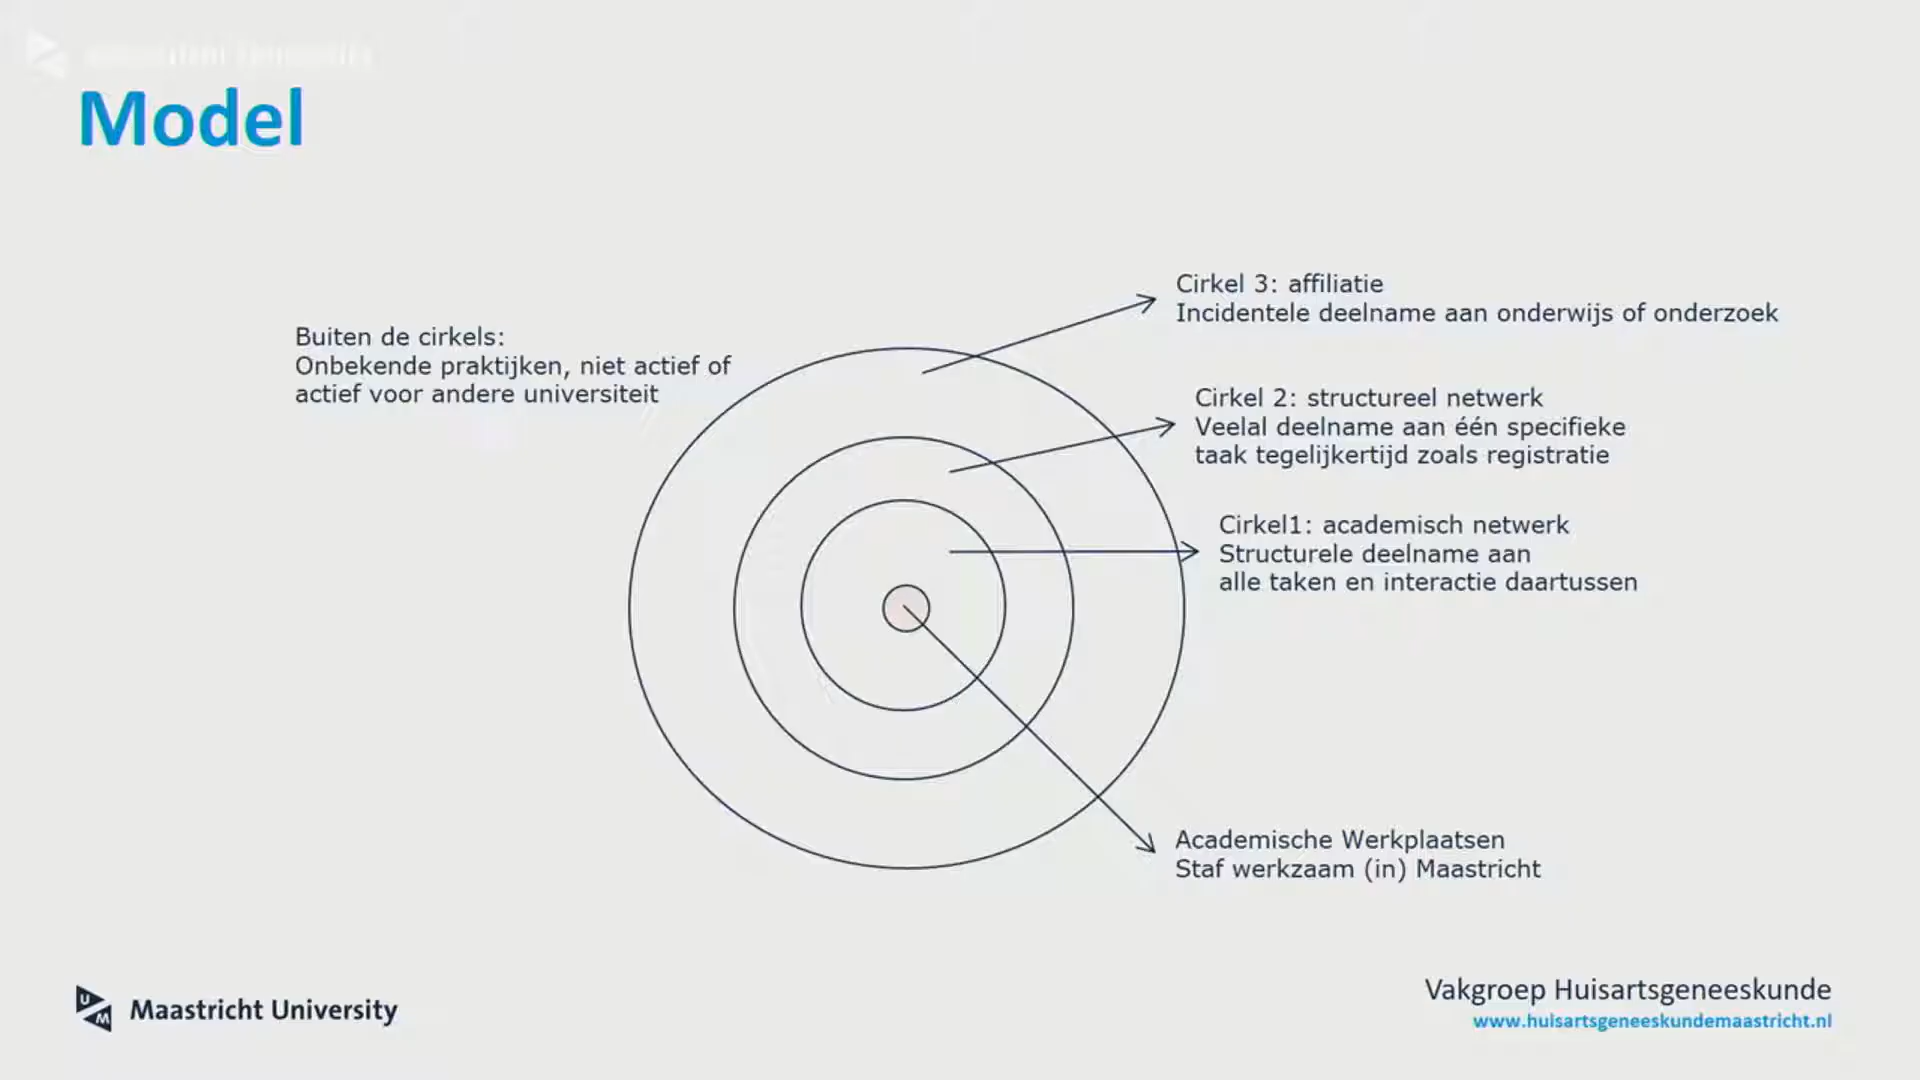 Model
Buiten de cirkels:
Onbekende praktijken, niet actief of
actief voor andere universiteit
Cirkel 3: affiliatie
Incidentele deelname aan onderwijs of onderzoek
Cirkel 2: structureel netwerk
Veelal deelname aan één specifieke
taak tegelijkertijd zoals registratie
Cirkel1: academisch netwerk
Structurele deelname aan
alle taken en interactie daartussen
Academische Werkplaatsen
Staf werkzaam (in) Maastricht
UM Maastricht University
Vakgroep Huisartsgeneeskunde
www.huisartsgeneeskundemaastricht.nl